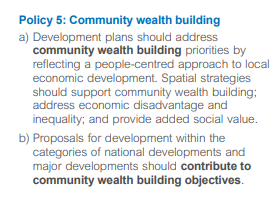 Policy 5: Community wealth building
a) Development plans should address
community wealth building priorities by
reflecting a people-centred approach to local
economic development. Spatial strategies
should support community wealth building;
address economic disadvantage and
inequality; and provide added social value.
b) Proposals for development within the
categories of national developments and
major developments should contribute to
community wealth building objectives.